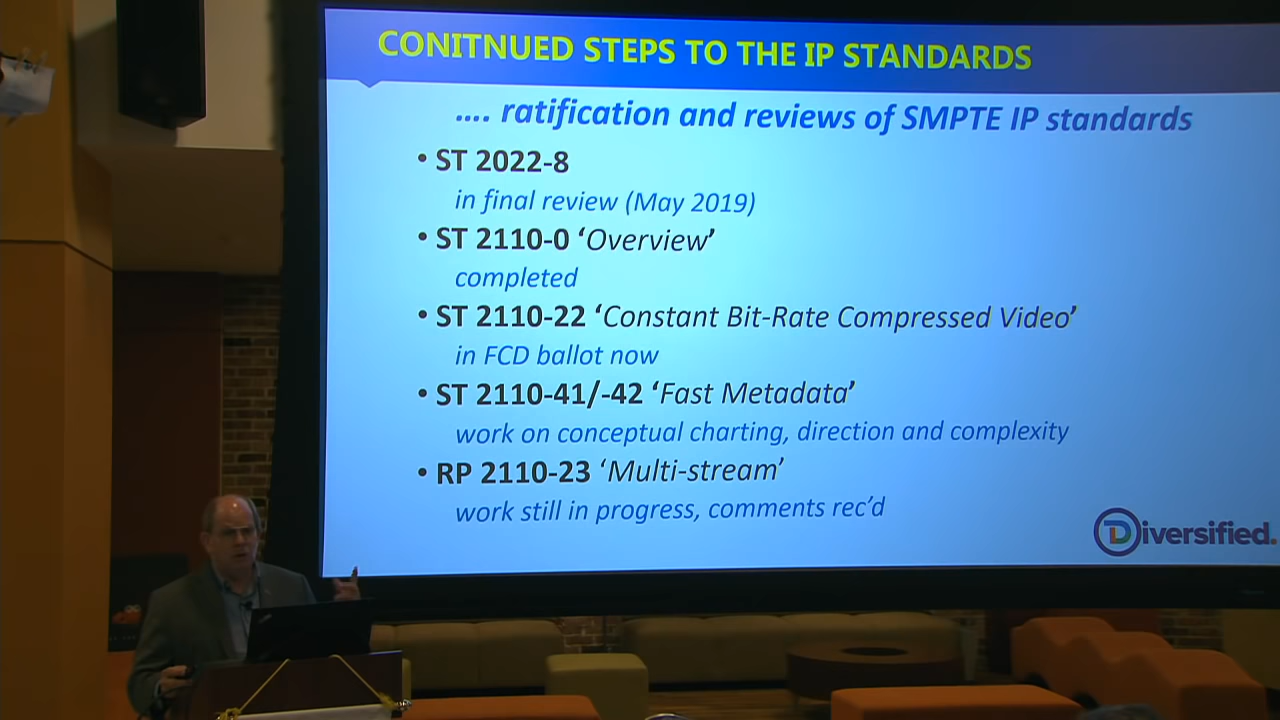 CONITNUED STEPS TO THE IP STANDARDS
…. ratification and reviews of SMPTE IP standards
• ST 2022-8
in final review (May 2019)
• ST 2110-0 ‘Overview’
completed
• ST 2110-22 ‘Constant Bit-Rate Compressed Video’
in FCD ballot now
• ST 2110-41/-42 ‘Fast Metadata’
work on conceptual charting, direction and complexity
• RP 2110-23 ‘Multi-stream’
work still in progress, comments rec’d
Diversified.